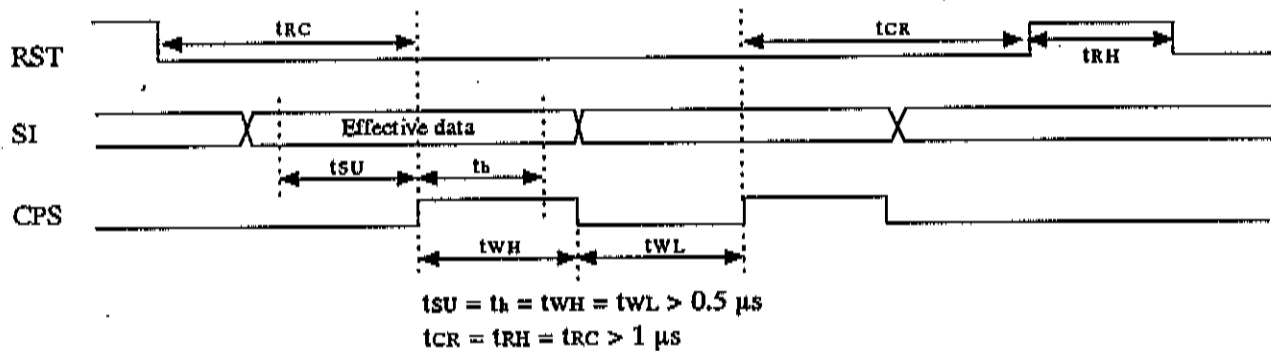 tRC
tCR
RST
tRH
SI
Effective data
tSU
th
CPS
tWH
tWL
tSU = th = tWH = tWL > 0.5 µs
tCR = tRH = tRC > 1 µs